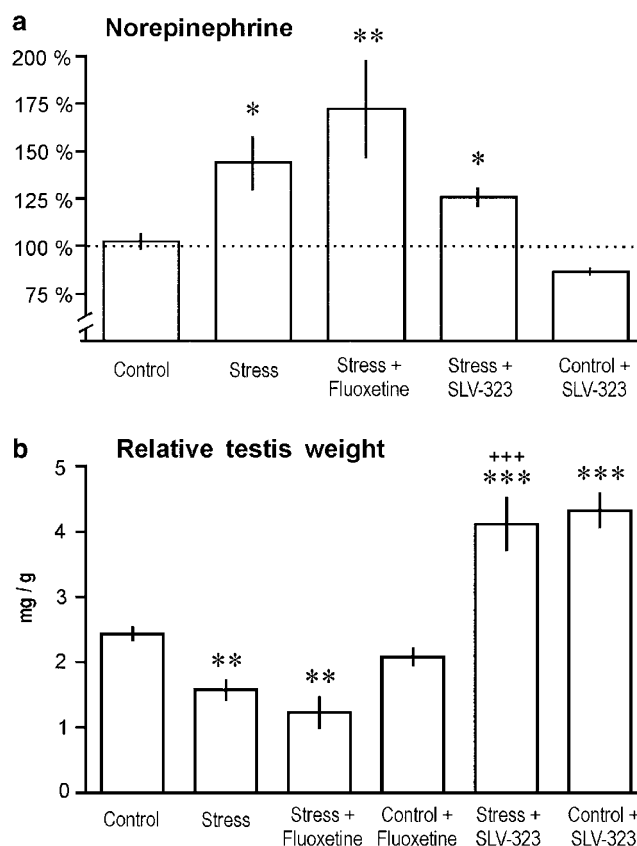 a Norepinephrine
200 %
175 %
150 %
125 %
100 %
75 %
*
**
*
Control
Stress
Stress +
Fluoxetine
Stress +
SLV-323
Control +
SLV-323
b Relative testis weight
mg / g
5
4
3
2
1
0
**
**
+++
***
***
Control
Stress
Stress +
Fluoxetine
Control +
Fluoxetine
Stress +
SLV-323
Control +
SLV-323